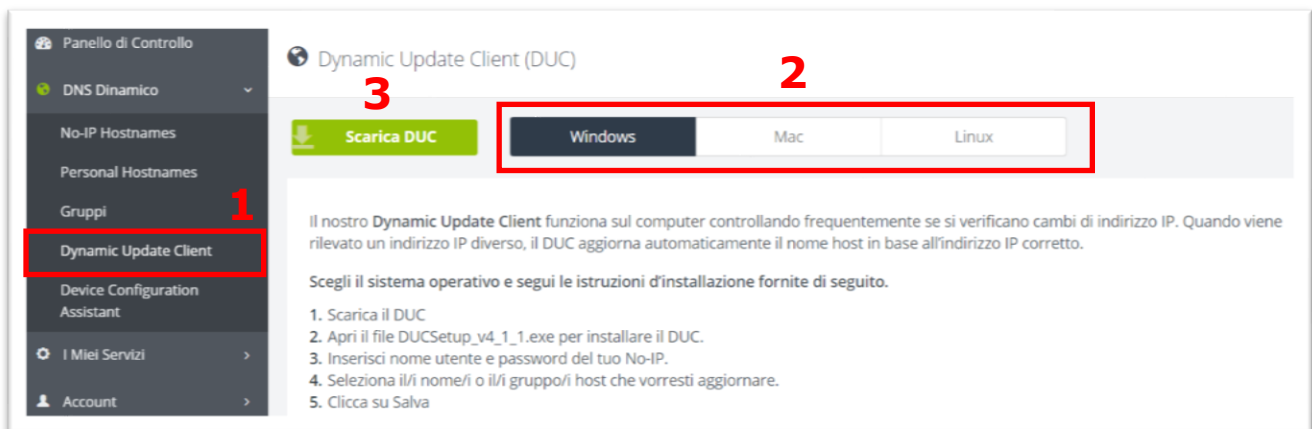 Panello di Controllo
DNS Dinamico
No-IP Hostnames
Personal Hostnames
Gruppi
1
Dynamic Update Client
Device Configuration
Assistant
I Miei Servizi
Account
Dynamic Update Client (DUC)
2
3
Scarica DUC
Windows
Mac
Linux
Il nostro Dynamic Update Client funziona sul computer controllando frequentemente se si verificano cambi di indirizzo IP. Quando viene
rilevato un indirizzo IP diverso, il DUC aggiorna automaticamente il nome host in base all'indirizzo IP corretto.
Scegli il sistema operativo e segui le istruzioni d'installazione fornite di seguito.
1. Scarica il DUC
2. Apri il file DUCSetup_v4_1_1.exe per installare il DUC.
3. Inserisci nome utente e password del tuo No-IP.
4. Seleziona il/i nome/i o il/i gruppo/i host che vorresti aggiornare.
5. Clicca su Salva